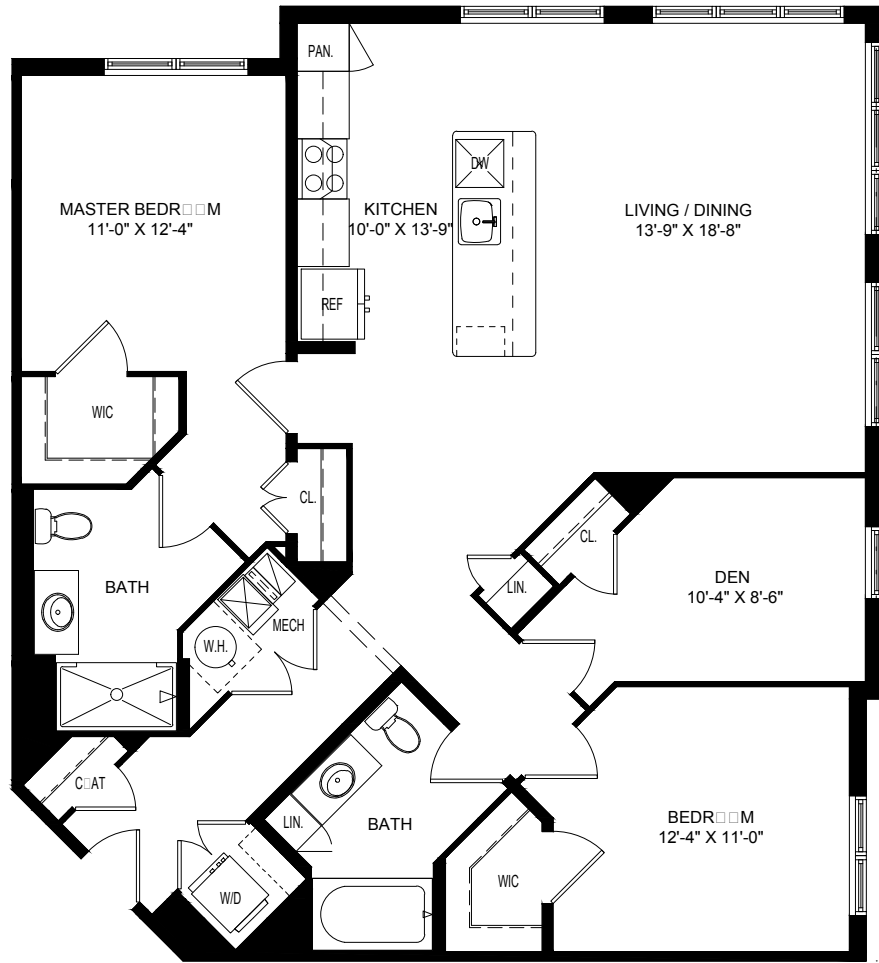 PAN.
DW
MASTER BEDR□□M
11'-0" X 12'-4"
KITCHEN
10'-0" X 13'-9"
LIVING / DINING
13'-9" X 18'-8"
REF
WIC
CL.
CL.
LIN.
DEN
10'-4" X 8'-6"
BATH
MECH
W.H.
C□AT
LIN.
BATH
BEDR□□M
12'-4" X 11'-0"
WIC
W/D